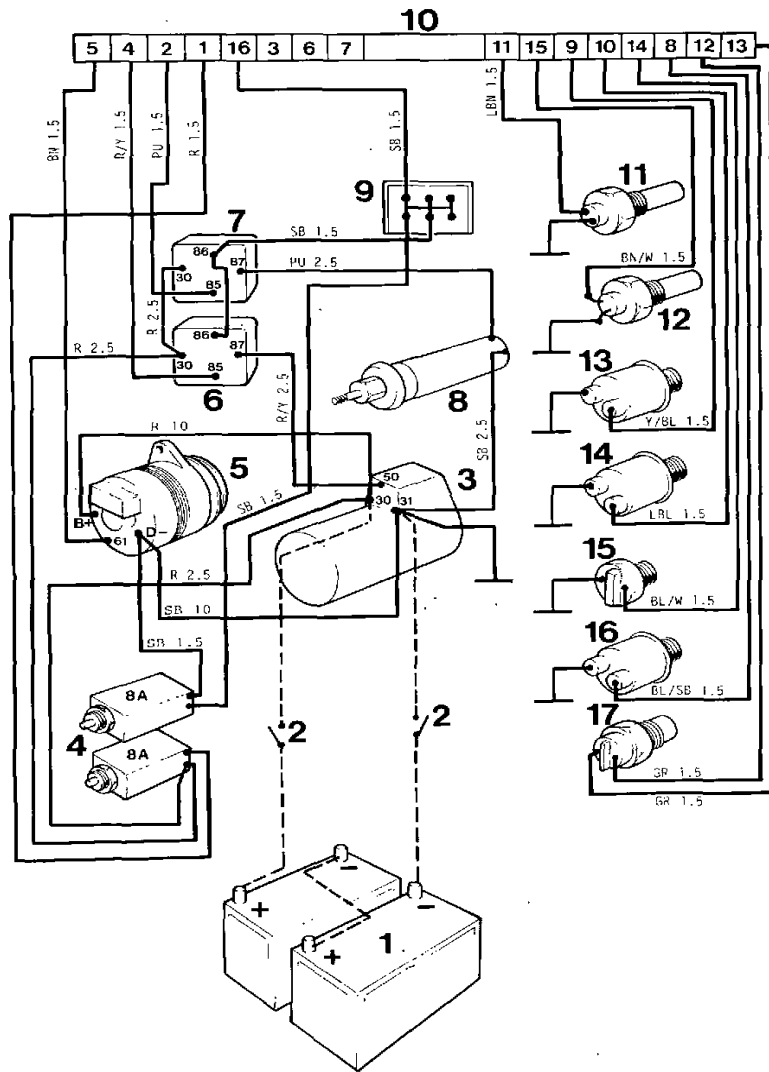 10
5 4 2 1 16 3 6 7 11 15 9 10 14 8 12 13
BN 1.5
R/Y 1.5
PU 1.5
R 1.5
SB 1.5
LBN 1.5
9
11
7
SB 1.5
86
PU 2.5
87
30
85
BN/W 1.5
R 2.5
12
86
R 2.5
30
87
85
13
6
R/Y 2.5
8
Y/BL 1.5
SB 2.5
R 10
5
14
3
50
SB 1.5
30 31
LBL 1.5
B+
D-
61
15
R 2.5
BL/W 1.5
SB 10
SB 1.5
16
8A
BL/SB 1.5
2
2
17
4
8A
GR 1.5
GR 1.5
-
+
-
1
+